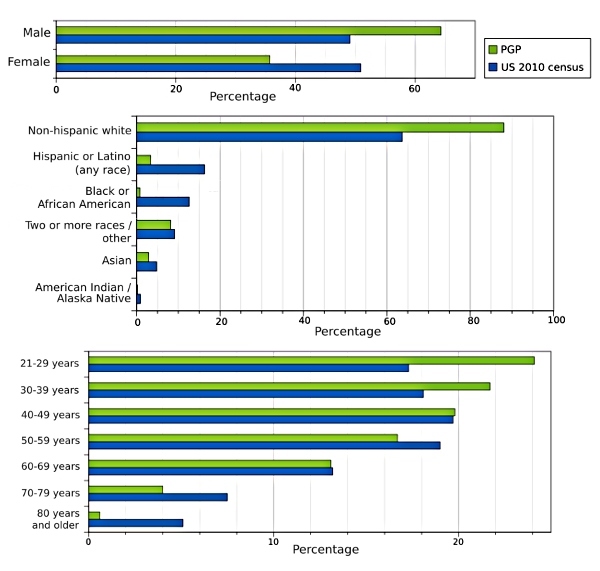 Male
Female
0 20 40 60
Percentage
PGP
US 2010 census
Non-hispanic white
Hispanic or Latino
(any race)
Black or
African American
Two or more races /
other
Asian
American Indian /
Alaska Native
0 20 40 60 80 100
Percentage
21-29 years
30-39 years
40-49 years
50-59 years
60-69 years
70-79 years
80 years
and older
0 10 20
Percentage